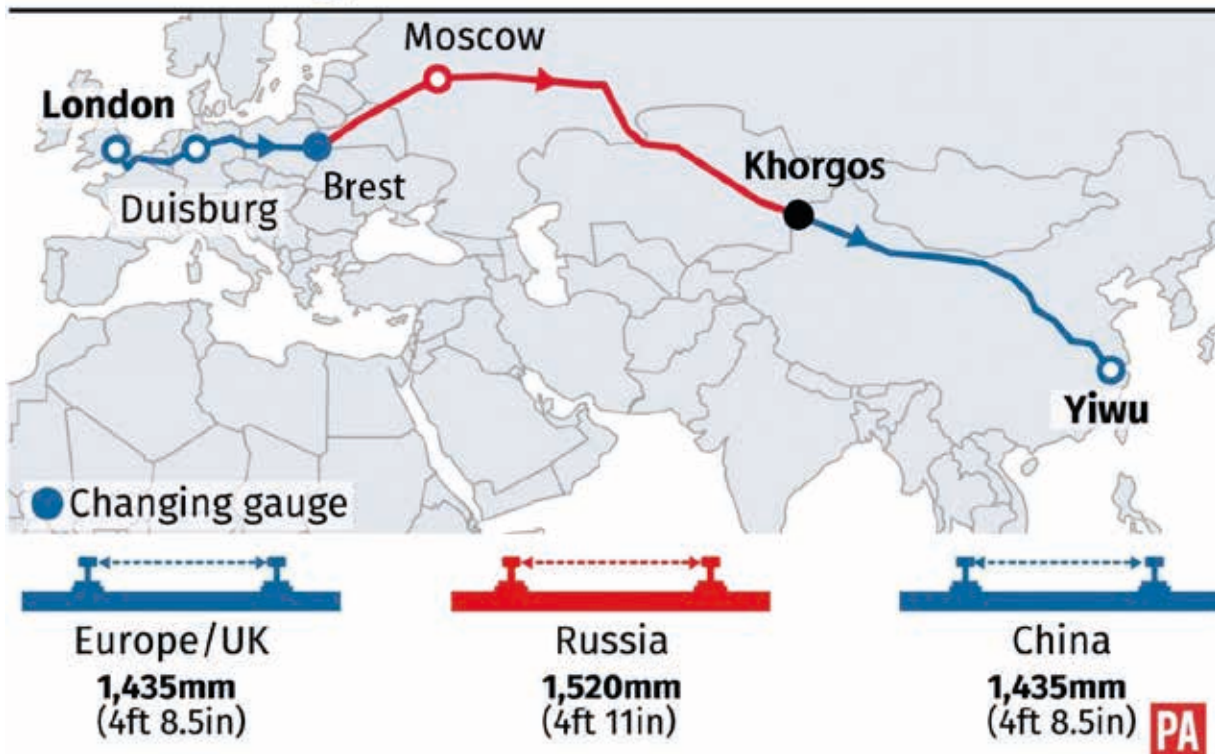 Moscow
London
Khorgos
Brest
Duisburg
Yiwu
Changing gauge
Europe/UK
1,435mm
(4ft 8.5in)
Russia
1,520mm
(4ft 11in)
China
1,435mm
(4ft 8.5in)
PA